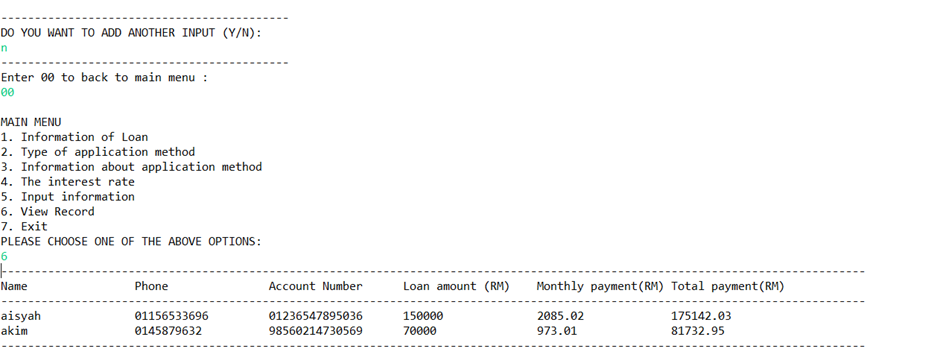 -------------------------------------------
DO YOU WANT TO ADD ANOTHER INPUT (Y/N):
n
-------------------------------------------
Enter 00 to back to main menu :
00
MAIN MENU
1. Information of Loan
2. Type of application method
3. Information about application method
4. The interest rate
5. Input information
6. View Record
7. Exit
PLEASE CHOOSE ONE OF THE ABOVE OPTIONS:
6
---------------------------------------------------------------------------------------------------------------------------------
Name Phone Account Number Loan amount (RM) Monthly payment(RM) Total payment(RM)
---------------------------------------------------------------------------------------------------------------------------------
aisyah 01156533696 01236547895036 150000 2085.02 175142.03
akim 0145879632 98560214730569 70000 973.01 81732.95
---------------------------------------------------------------------------------------------------------------------------------